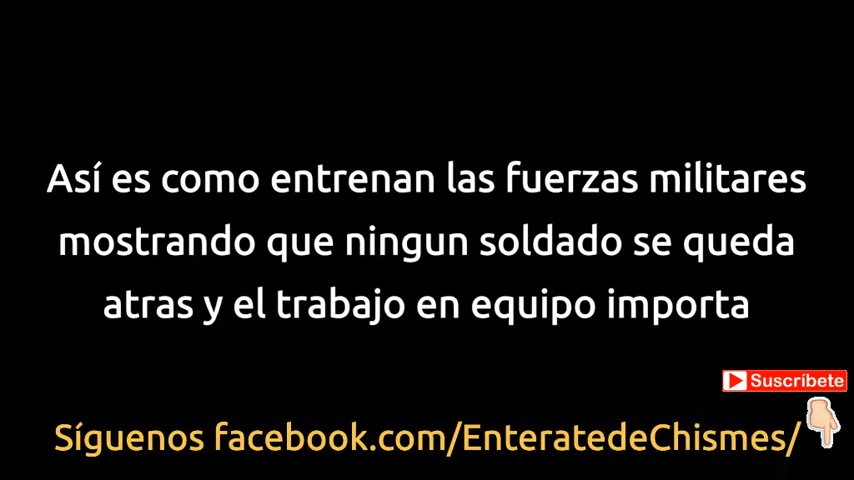 Así es como entrenan las fuerzas militares
mostrando que ningun soldado se queda
atras y el trabajo en equipo importa
Suscríbete
Síguenos facebook.com/EnteratedeChismes/